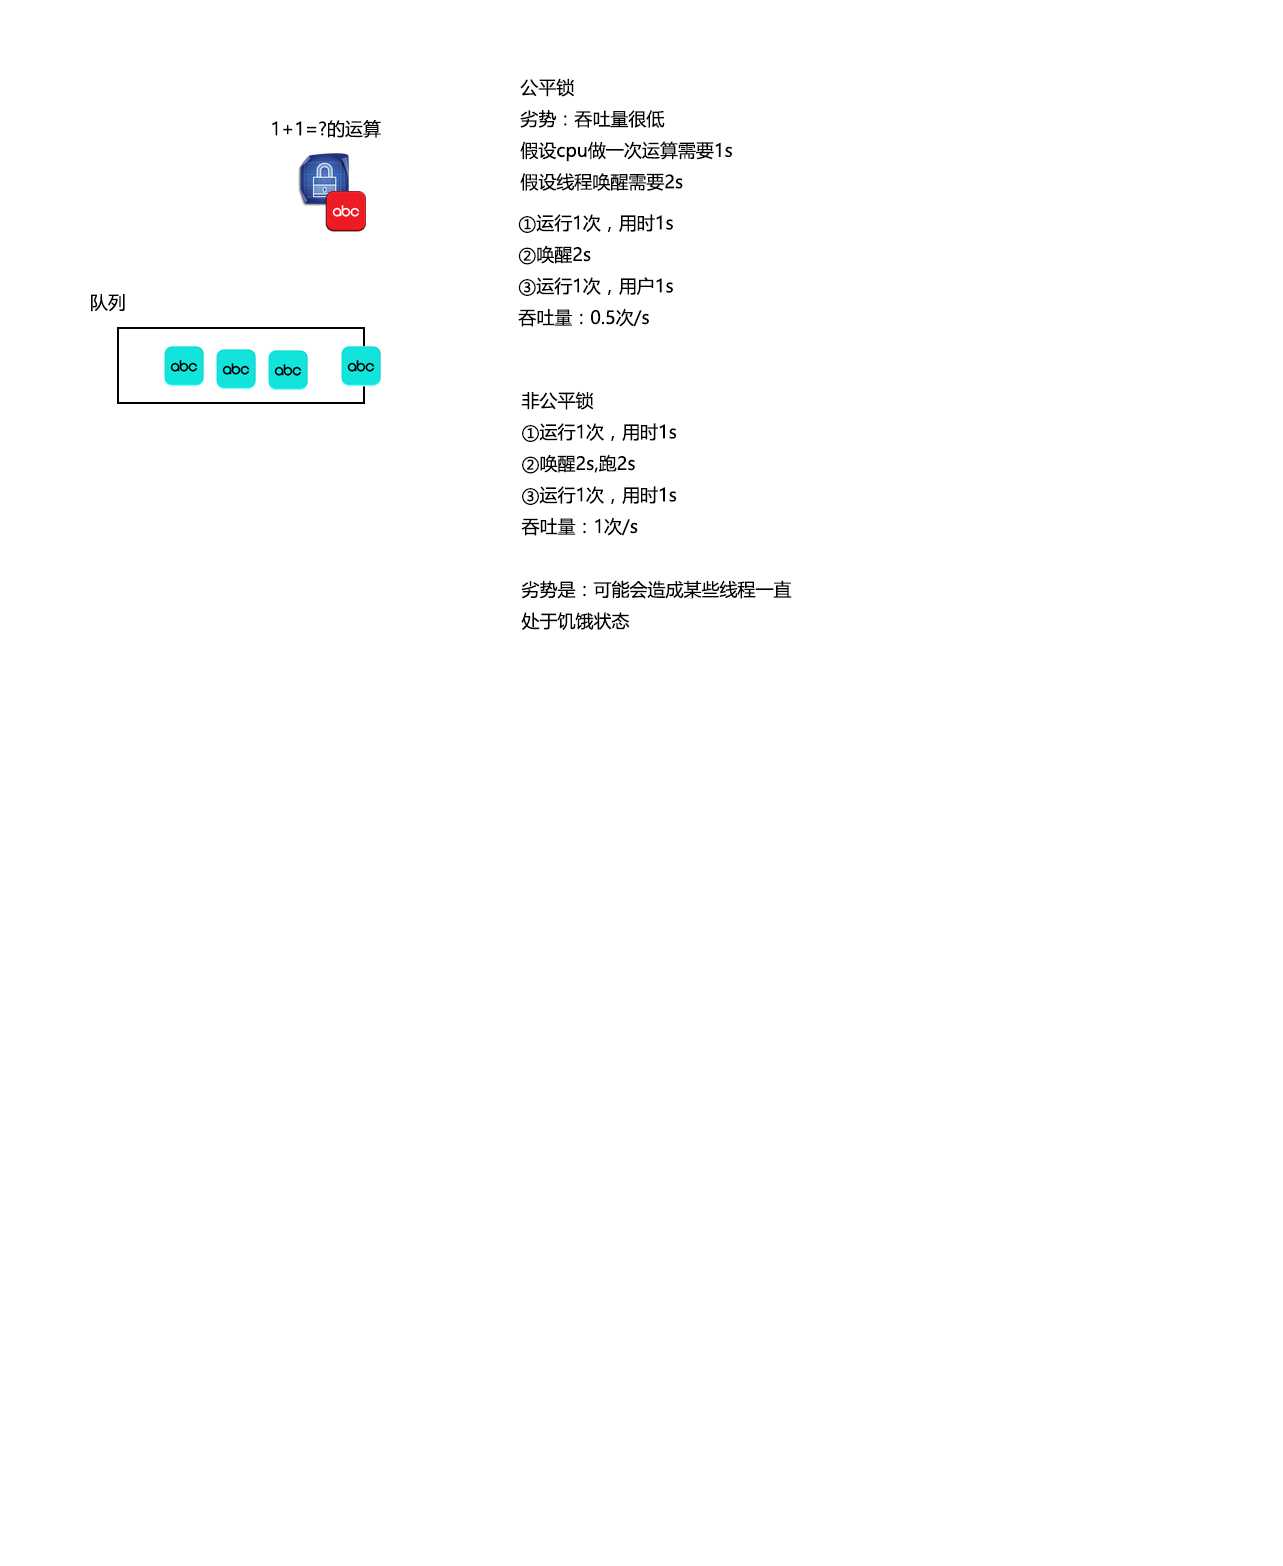 1+1=?的运算
abc
队列
abc
abc
abc
abc
公平锁
劣势：吞吐量很低
假设cpu做一次运算需要1s
假设线程唤醒需要2s
①运行1次，用时1s
②唤醒2s
③运行1次，用户1s
吞吐量：0.5次/s
非公平锁
①运行1次，用时1s
②唤醒2s,跑2s
③运行1次，用时1s
吞吐量：1次/s
劣势是：可能会造成某些线程一直
处于饥饿状态